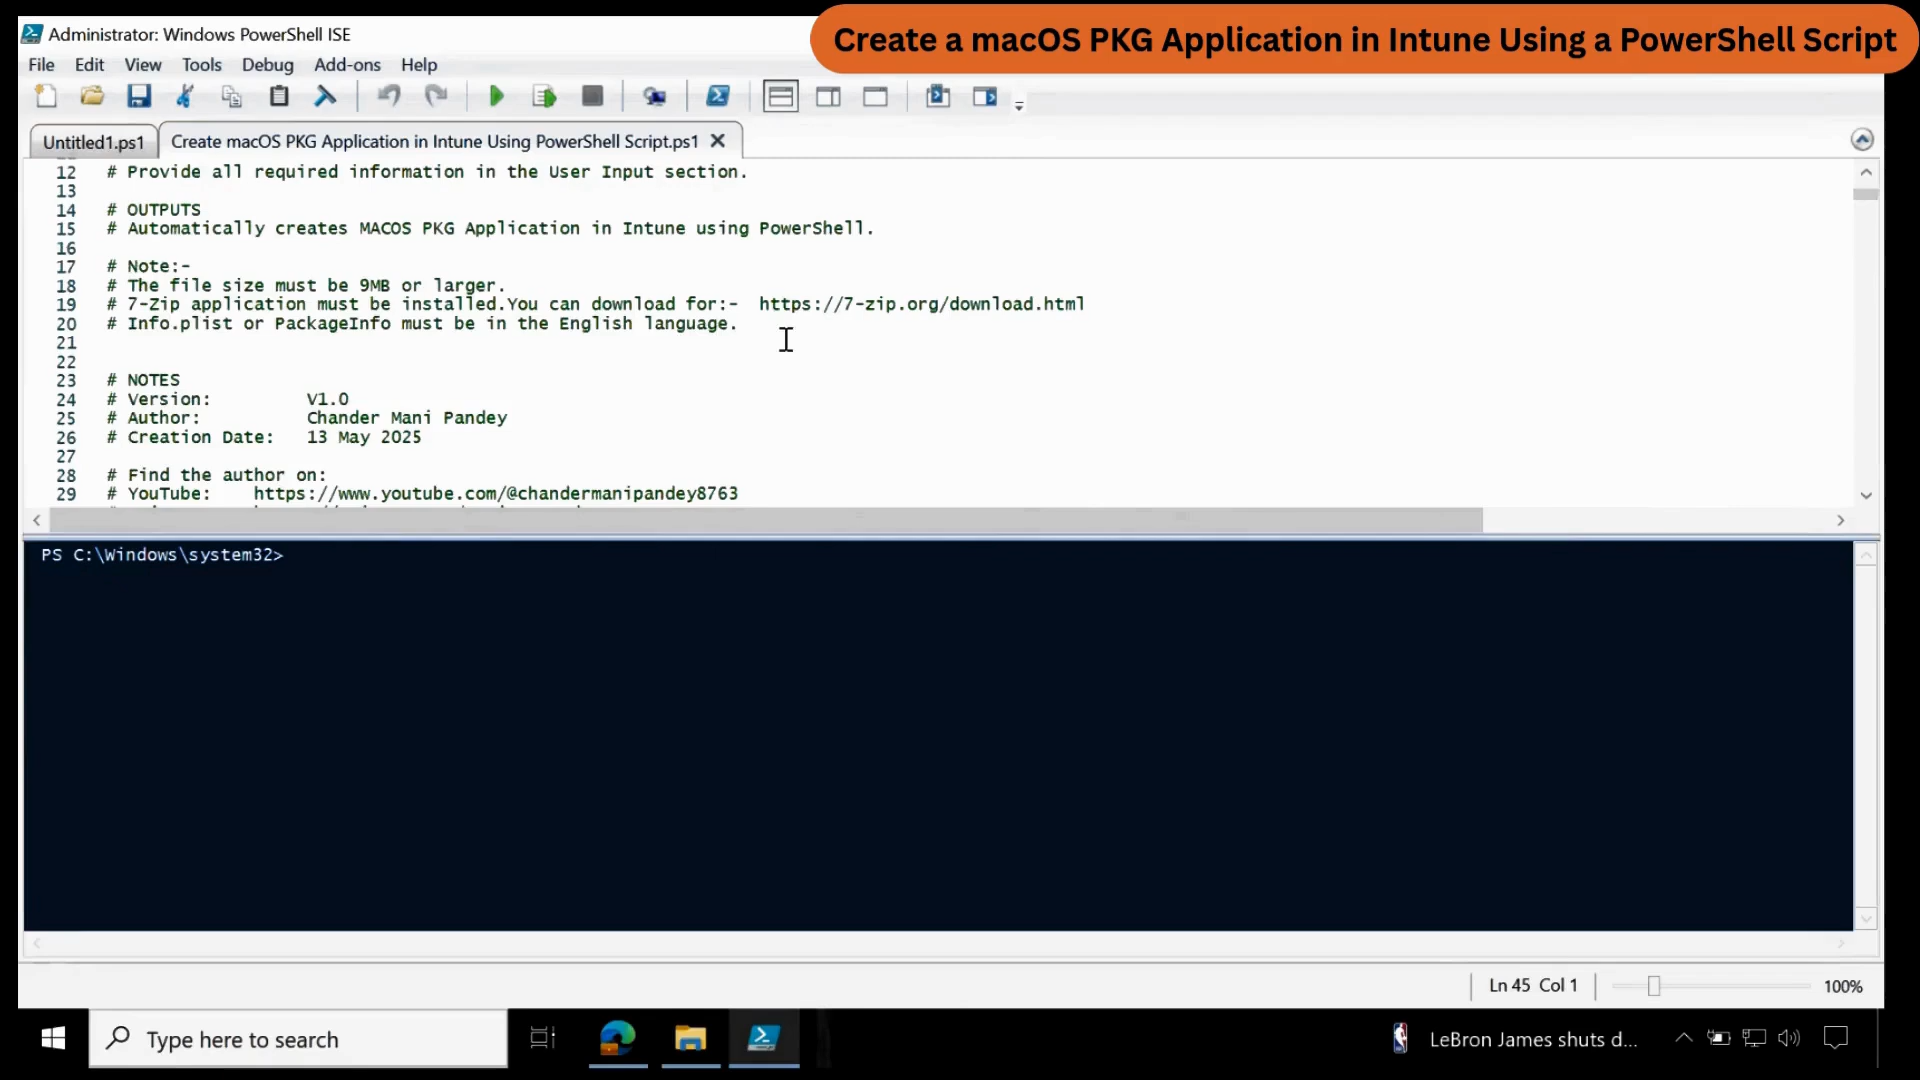 Administrator: Windows PowerShell ISE
Create a macOS PKG Application in Intune Using a PowerShell Script
File Edit View Tools Debug Add-ons Help
Untitled1.ps1 Create macOS PKG Application in Intune Using PowerShell Script.ps1
12 # Provide all required information in the User Input section.
13
14 # OUTPUTS
15 # Automatically creates MACOS PKG Application in Intune using PowerShell.
16
17 # Note:-
18 # The file size must be 9MB or larger.
19 # 7-Zip application must be installed.You can download for:- https://7-zip.org/download.html
20 # Info.plist or PackageInfo must be in the English language.
21
22
23 # NOTES
24 # Version: V1.0
25 # Author: Chander Mani Pandey
26 # Creation Date: 13 May 2025
27
28 # Find the author on:
29 # YouTube: https://www.youtube.com/@chandermanipandey8763
PS C:\Windows\system32>
Ln 45 Col 1 100%
Type here to search
LeBron James shuts d...